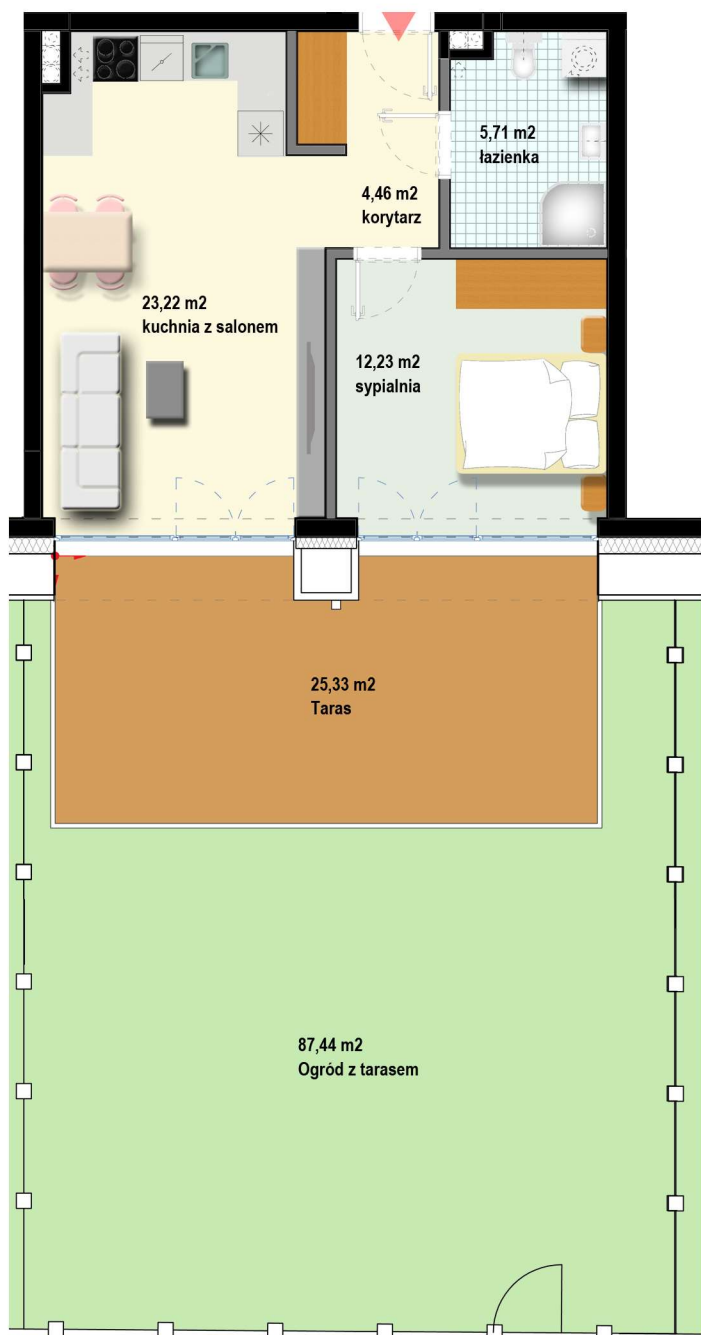 5,71 m2
łazienka
4,46 m2
korytarz
23,22 m2
kuchnia z salonem
12,23 m2
sypialnia
25,33 m2
Taras
87,44 m2
Ogród z tarasem